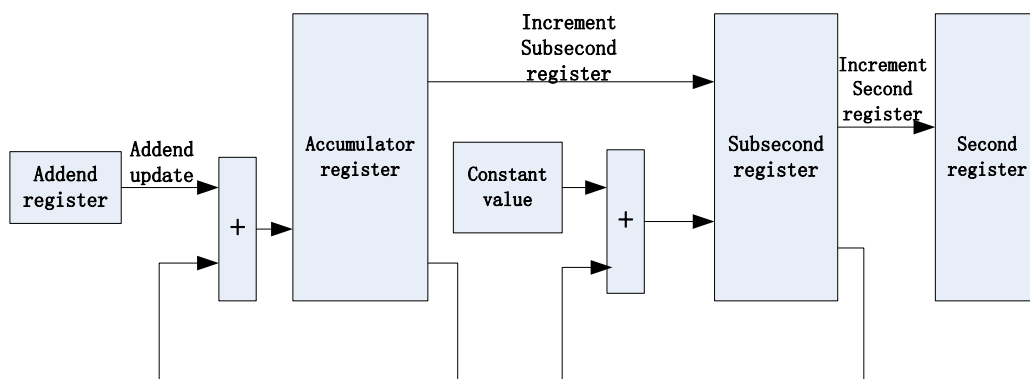 Increment
Subsecond
register
Increment
Second
register
Addend
register
Addend
update
+
Accumulator
register
Constant
value
+
Subsecond
register
Second
register